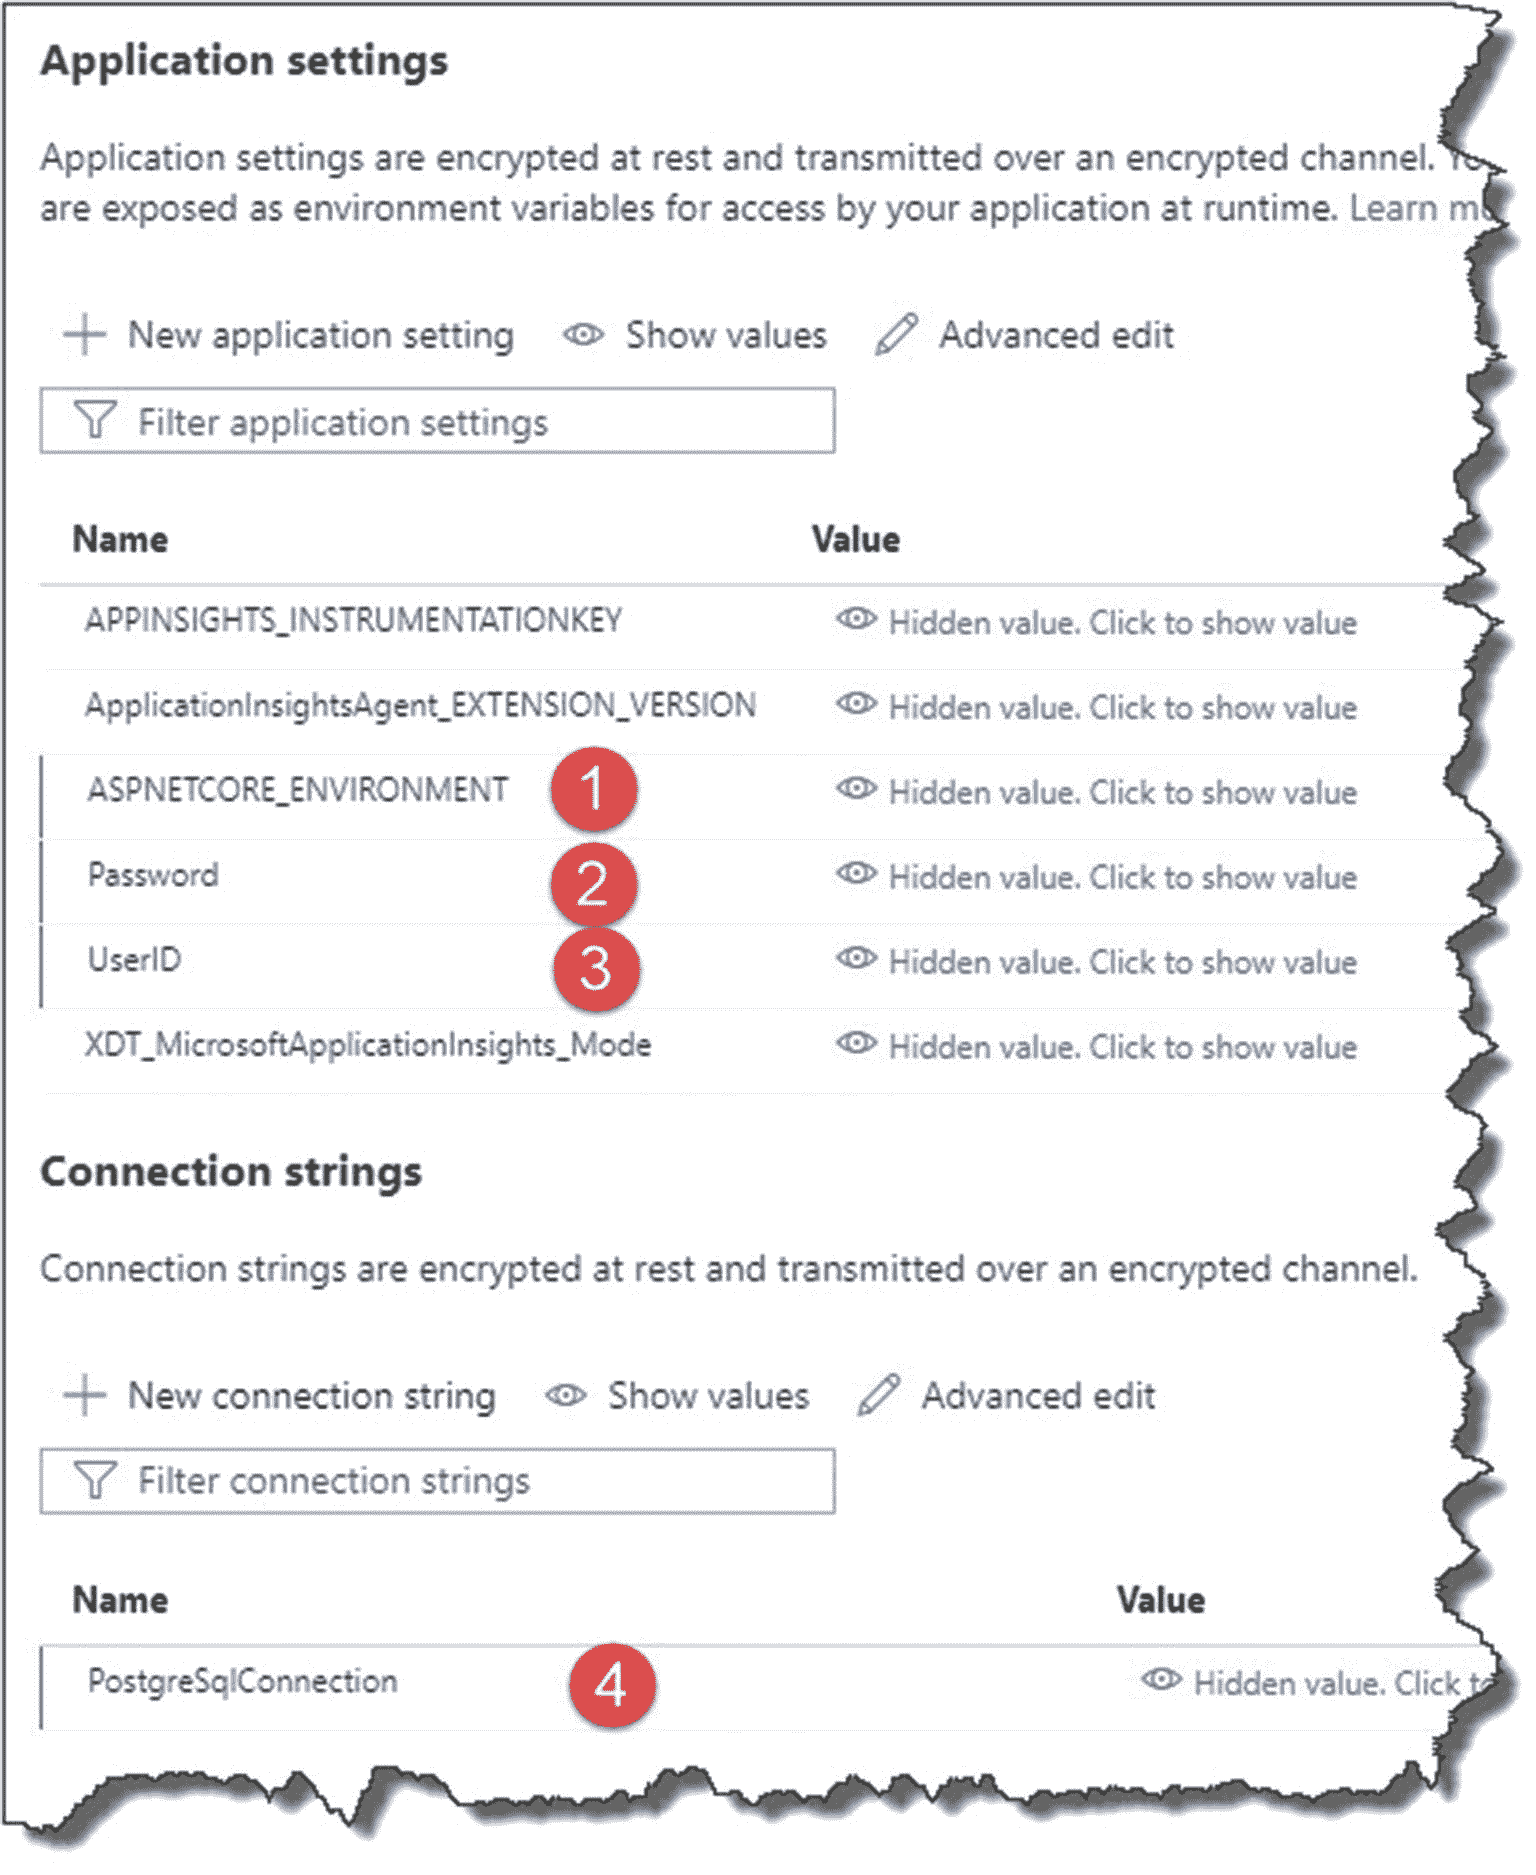 Application settings
Application settings are encrypted at rest and transmitted over an encrypted channel.
are exposed as environment variables for access by your application at runtime. Learn
New application setting Show values Advanced edit
Filter application settings
Name Value
APPINSIGHTS_INSTRUMENTATIONKEY Hidden value. Click to show value
ApplicationInsightsAgent_EXTENSION_VERSION Hidden value. Click to show value
ASPNETCORE_ENVIRONMENT 1 Hidden value. Click to show value
Password 2 Hidden value. Click to show value
UserID 3 Hidden value. Click to show value
XDT_MicrosoftApplicationInsights_Mode Hidden value. Click to show value
Connection strings
Connection strings are encrypted at rest and transmitted over an encrypted channel.
New connection string Show values Advanced edit
Filter connection strings
Name Value
PostgreSqlConnection 4 Hidden value. Click to